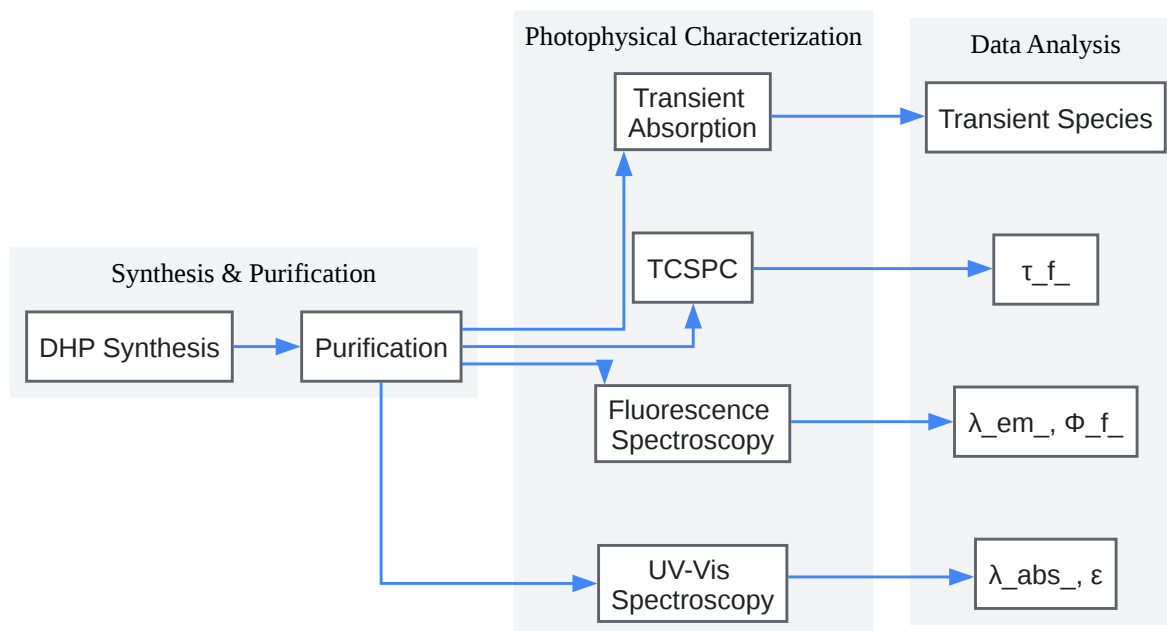 Photophysical Characterization
Data Analysis
Transient
Absorption
Transient Species
Synthesis & Purification
TCSPC
τ_f_
DHP Synthesis
Purification
Fluorescence
Spectroscopy
λ_em_, Φ_f_
UV-Vis
Spectroscopy
λ_abs_, ε